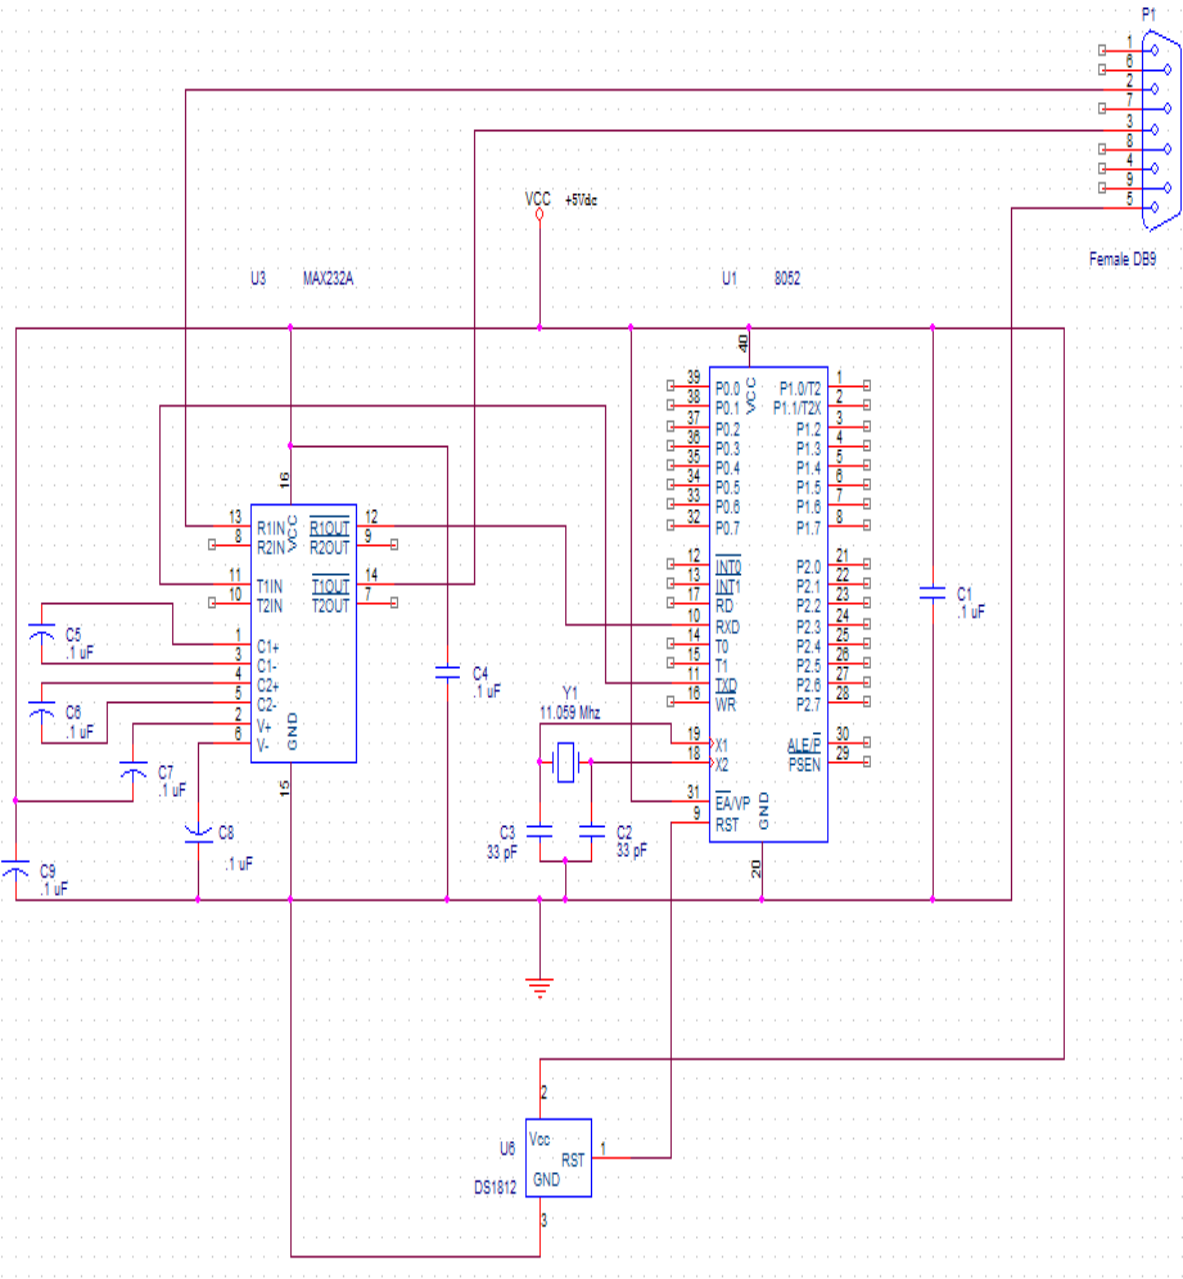 P1
1
6
2
7
3
8
4
9
5
Female DB9
VCC +5Vdc
U3 MAX232A
16
13 R1IN VCC R1OUT 12
8 R2IN R2OUT 9
11 T1IN T1OUT 14
10 T2IN T2OUT 7
1 C1+
3 C1-
4 C2+
5 C2-
2 V+
6 V- GND
15
C5
.1 uF
C6
.1 uF
C7
.1 uF
C8
.1 uF
C9
.1 uF
C4
.1 uF
Y1
11.059 Mhz
C3
33 pF
C2
33 pF
U1 8052
40
39 P0.0 VCC P1.0/T2 1
38 P0.1 P1.1/T2X 2
37 P0.2 P1.2 3
36 P0.3 P1.3 4
35 P0.4 P1.4 5
34 P0.5 P1.5 6
33 P0.6 P1.6 7
32 P0.7 P1.7 8
12 INT0 P2.0 21
13 INT1 P2.1 22
17 RD P2.2 23
10 RXD P2.3 24
14 T0 P2.4 25
15 T1 P2.5 26
11 TXD P2.6 27
16 WR P2.7 28
19 X1 ALE/P 30
18 X2 PSEN 29
31 EA/VP
9 RST GND
20
C1
.1 uF
2
U6 Vcc
RST 1
DS1812 GND
3